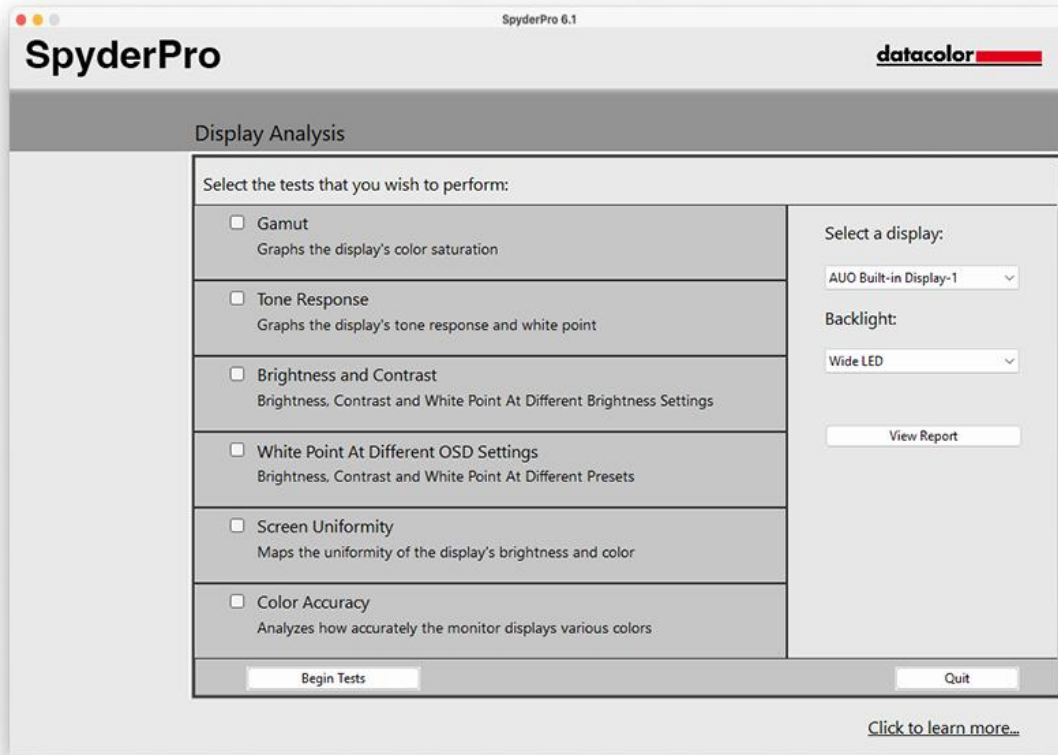 SpyderPro 6.1
SpyderPro
datacolor
Display Analysis
Select the tests that you wish to perform:
Gamut
Graphs the display's color saturation
Tone Response
Graphs the display's tone response and white point
Brightness and Contrast
Brightness, Contrast and White Point At Different Brightness Settings
White Point At Different OSD Settings
Brightness, Contrast and White Point At Different Presets
Screen Uniformity
Maps the uniformity of the display's brightness and color
Color Accuracy
Analyzes how accurately the monitor displays various colors
Select a display:
AUO Built-in Display-1
Backlight:
Wide LED
View Report
Begin Tests
Quit
Click to learn more...